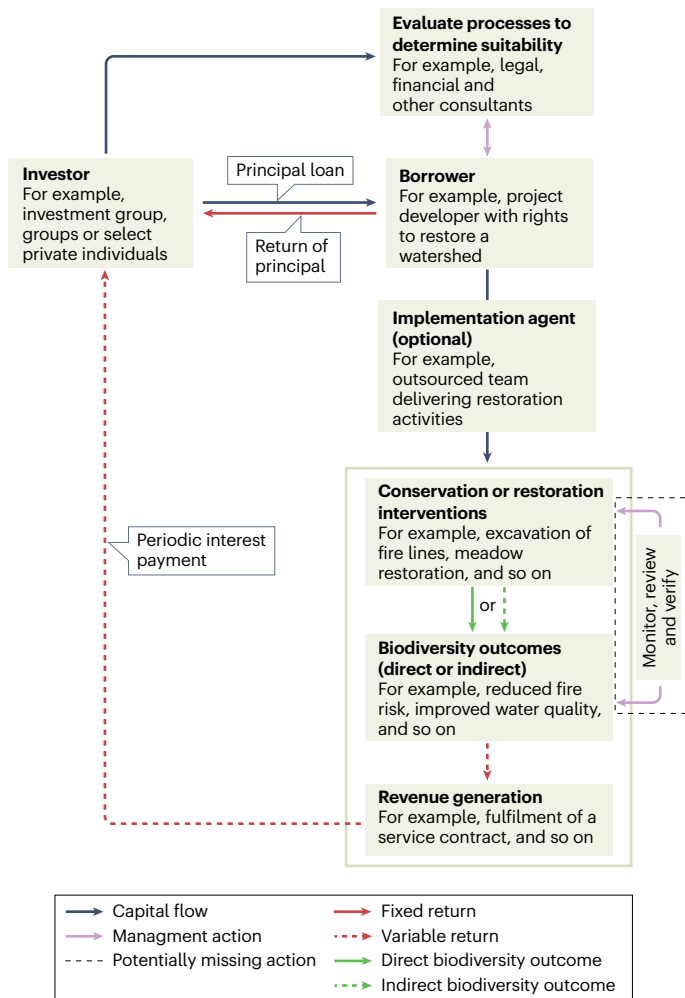 Evaluate processes to
determine suitability
For example, legal,
financial and
other consultants
Investor
For example,
investment group,
groups or select
private individuals
Principal loan
Return of
principal
Borrower
For example, project
developer with rights
to restore a
watershed
Implementation agent
(optional)
For example,
outsourced team
delivering restoration
activities
Conservation or restoration
interventions
For example, excavation of
fire lines, meadow
restoration, and so on
or
Periodic interest
payment
Monitor, review
and verify
Biodiversity outcomes
(direct or indirect)
For example, reduced fire
risk, improved water quality,
and so on
Revenue generation
For example, fulfilment of a
service contract, and so on
Capital flow
Managment action
Potentially missing action
Fixed return
Variable return
Direct biodiversity outcome
Indirect biodiversity outcome